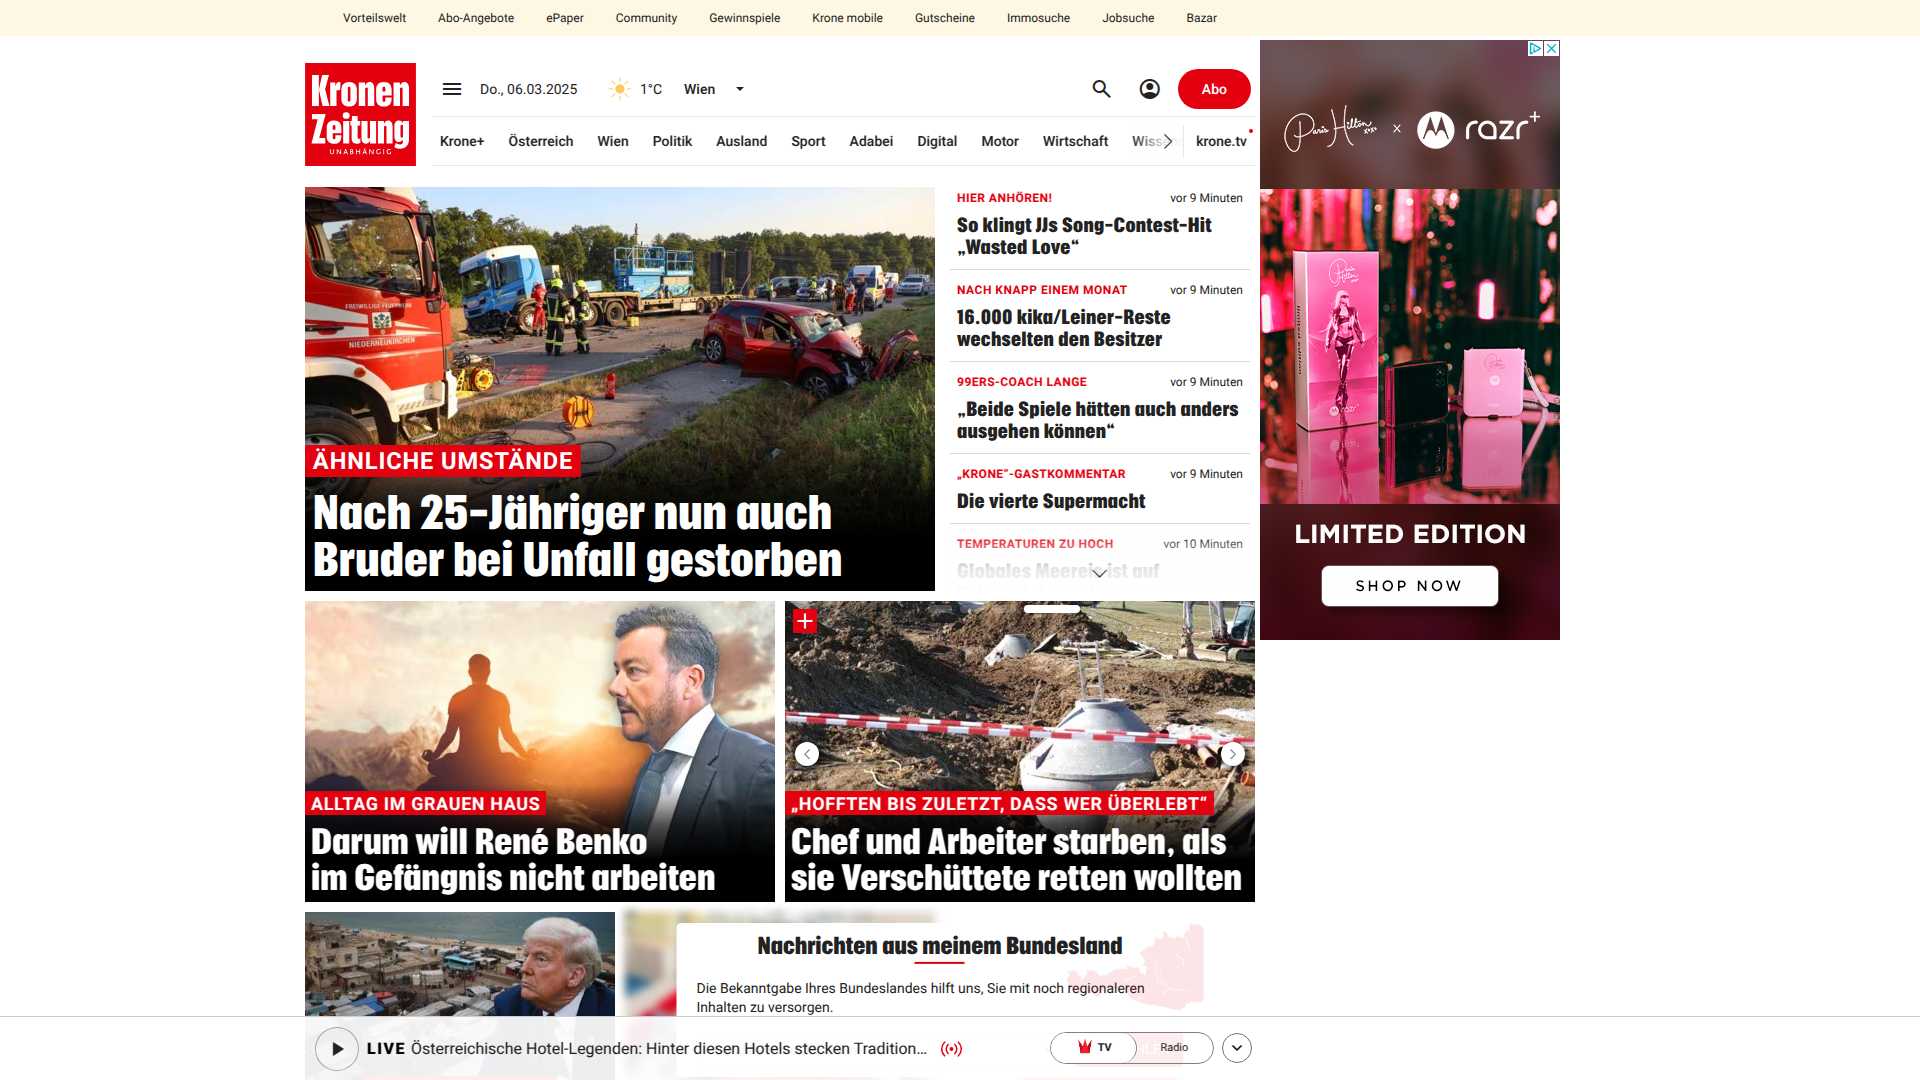 Vorteilswelt Abo-Angebote ePaper Community Gewinnspiele Krone mobile Gutscheine Immosuche Jobsuche Bazar
Kronen
Zeitung
UNABHÄNGIG
Do., 06.03.2025 1°C Wien
Abo
Krone+ Österreich Wien Politik Ausland Sport Adabei Digital Motor Wirtschaft krone.tv
FREIWILLIGE FEUERWEHR
NIEDERNEUKIRCHEN
ÄHNLICHE UMSTÄNDE
Nach 25-Jähriger nun auch
Bruder bei Unfall gestorben
HIER ANHÖREN! vor 9 Minuten
So klingt JJs Song-Contest-Hit
„Wasted Love“
NACH KNAPP EINEM MONAT vor 9 Minuten
16.000 kika/Leiner-Reste
wechselten den Besitzer
99ERS-COACH LANGE vor 9 Minuten
„Beide Spiele hätten auch anders
ausgehen können“
„KRONE“-GASTKOMMENTAR vor 9 Minuten
Die vierte Supermacht
TEMPERATUREN ZU HOCH vor 10 Minuten
Globales Meereis ist auf
Paris Hilton xoxo x razr+
Paris Hilton
razr
LIMITED EDITION
SHOP NOW
ALLTAG IM GRAUEN HAUS
Darum will René Benko
im Gefängnis nicht arbeiten
„HOFFTEN BIS ZULETZT, DASS WER ÜBERLEBT“
Chef und Arbeiter starben, als
sie Verschüttete retten wollten
Nachrichten aus meinem Bundesland
Die Bekanntgabe Ihres Bundeslandes hilft uns, Sie mit noch regionaleren
Inhalten zu versorgen.
LIVE Österreichische Hotel-Legenden: Hinter diesen Hotels stecken Tradition...
TV Radio